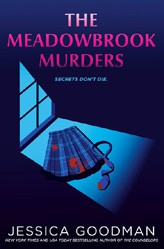 THE
MEADOWBROOK
MURDERS
SECRETS DON'T DIE.
JESSICA GOODMAN
NEW YORK TIMES AND USA TODAY BESTSELLING AUTHOR OF THE COUNSELORS